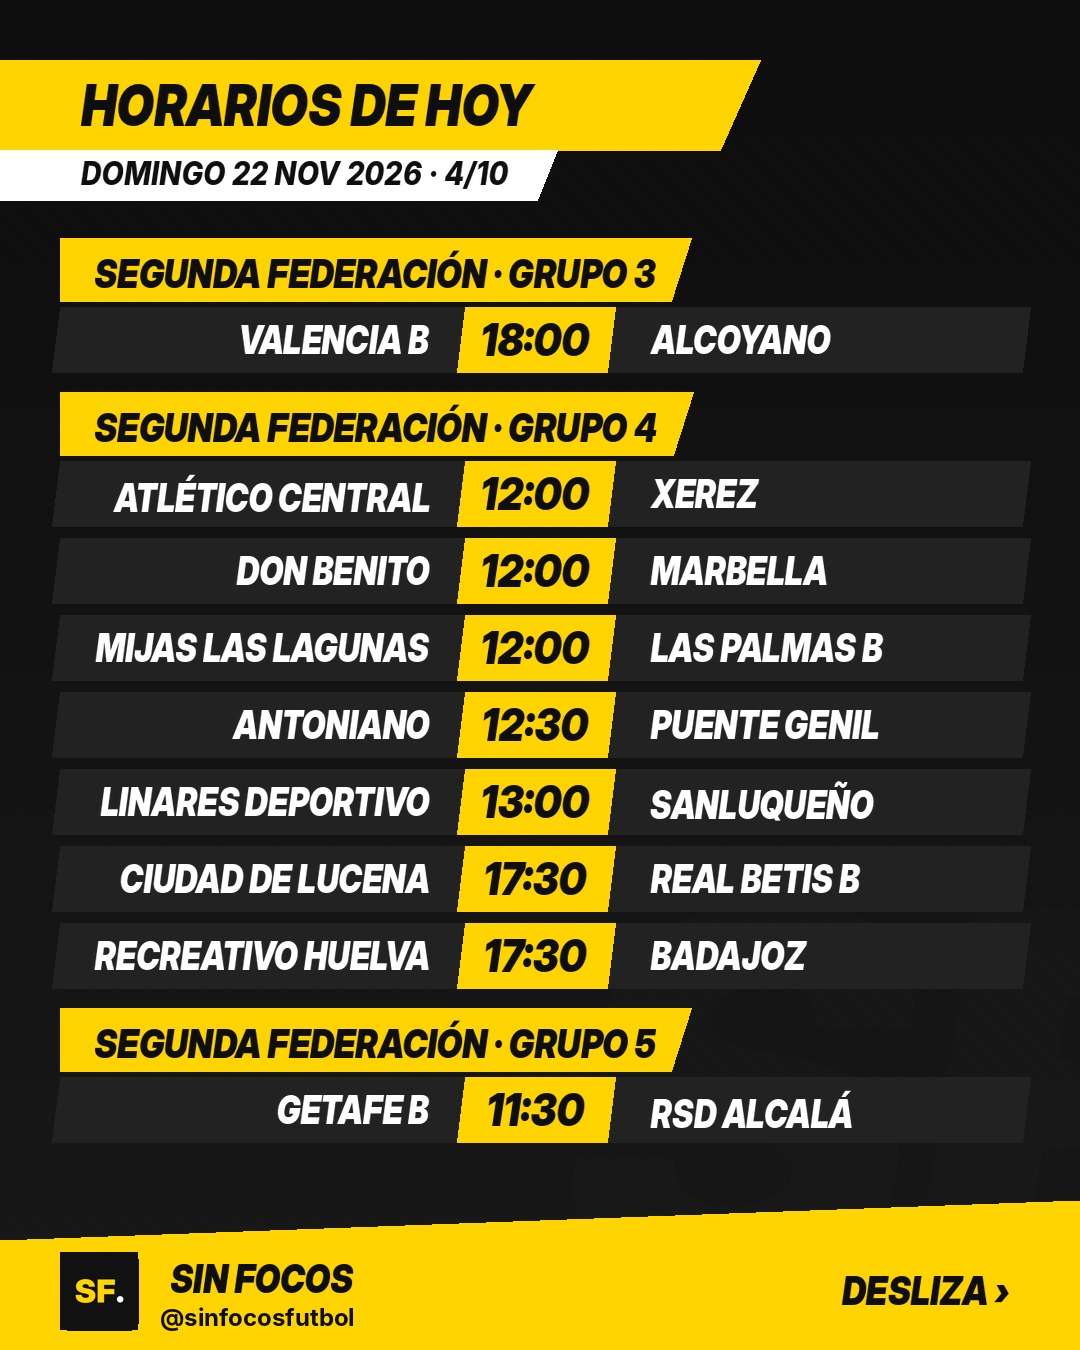 HORARIOS DE HOY
DOMINGO 22 NOV 2026 · 4/10
SEGUNDA FEDERACIÓN · GRUPO 3
VALENCIA B 18:00 ALCOYANO
SEGUNDA FEDERACIÓN · GRUPO 4
ATLÉTICO CENTRAL 12:00 XEREZ
DON BENITO 12:00 MARBELLA
MIJAS LAS LAGUNAS 12:00 LAS PALMAS B
ANTONIANO 12:30 PUENTE GENIL
LINARES DEPORTIVO 13:00 SANLUQUEÑO
CIUDAD DE LUCENA 17:30 REAL BETIS B
RECREATIVO HUELVA 17:30 BADAJOZ
SEGUNDA FEDERACIÓN · GRUPO 5
GETAFE B 11:30 RSD ALCALÁ
SF.
SIN FOCOS
@sinfocosfutbol
DESLIZA ›